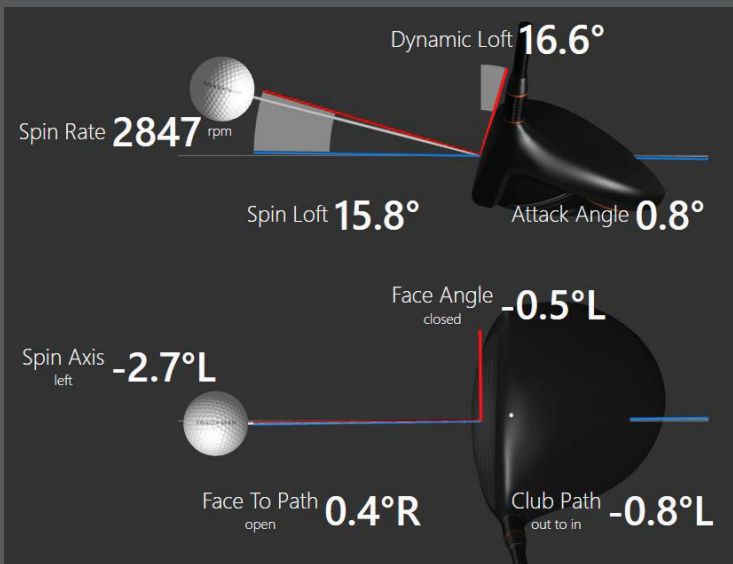 Dynamic Loft 16.6°
Spin Rate 2847 rpm
Spin Loft 15.8°
Attack Angle 0.8°
Face Angle -0.5°L
closed
Spin Axis -2.7°L
left
Face To Path 0.4°R
open
Club Path -0.8°L
out to in